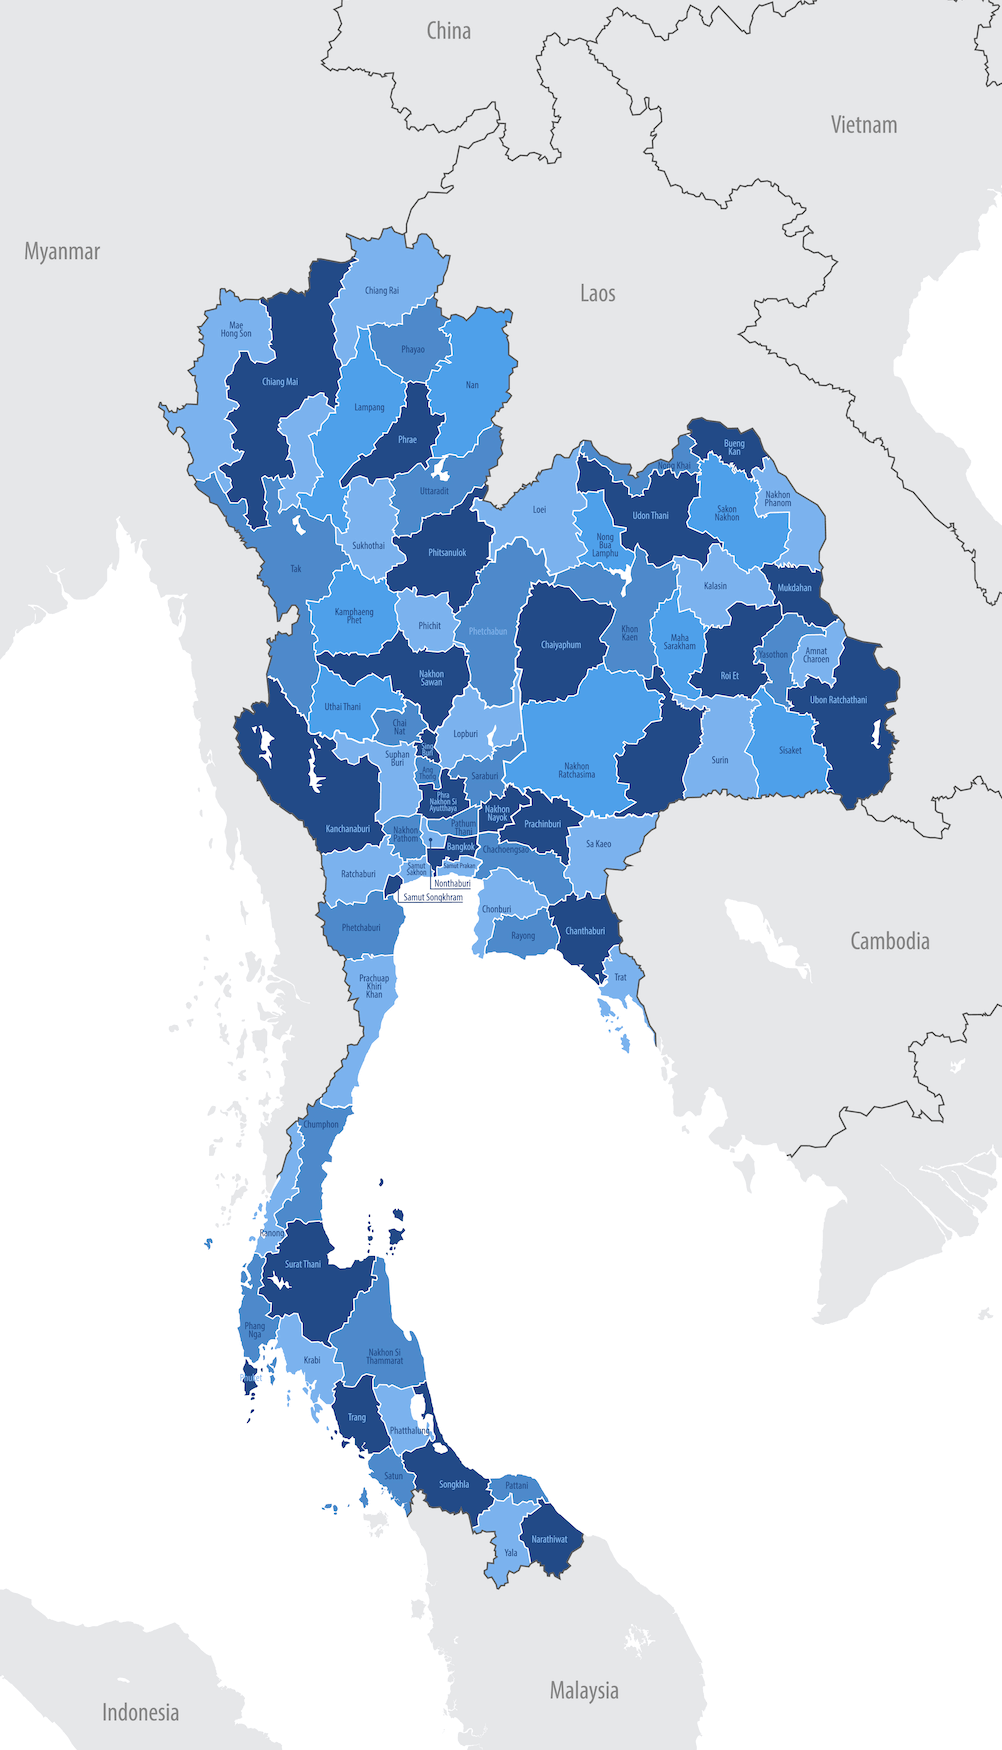 China
Vietnam
Myanmar
Laos
Chiang Rai
Mae
Hong Son
Phayao
Chiang Mai
Nan
Lampang
Phrae
Bueng
Kan
Nong Khai
Uttaradit
Nakhon
Phanom
Loei
Sakon
Nakhon
Udon Thani
Nong
Bua
Lamphu
Sukhothai
Phitsanulok
Tak
Kalasin
Mukdahan
Kamphaeng
Phet
Phichit
Phetchabun
Khon
Kaen
Chaiyaphum
Maha
Sarakham
Yasothon
Amnat
Charoen
Roi Et
Nakhon
Sawan
Ubon Ratchathani
Uthai Thani
Chai
Nat
Lopburi
Sing
Buri
Suphan
Buri
Sisaket
Surin
Ang
Thong
Saraburi
Nakhon
Ratchasima
Phra
Nakhon Si
Ayutthaya
Nakhon
Nayok
Pathum
Thani
Prachinburi
Kanchanaburi
Nakhon
Pathom
Bangkok
Chachoengsao
Sa Kaeo
Samut
Sakhon
Samut Prakan
Ratchaburi
Nonthaburi
Samut Songkhram
Chonburi
Phetchaburi
Rayong
Chanthaburi
Cambodia
Trat
Prachuap
Khiri
Khan
Chumphon
Ranong
Surat Thani
Phang
Nga
Krabi
Nakhon Si
Thammarat
Phuket
Trang
Phatthalung
Satun
Songkhla
Pattani
Narathiwat
Yala
Malaysia
Indonesia